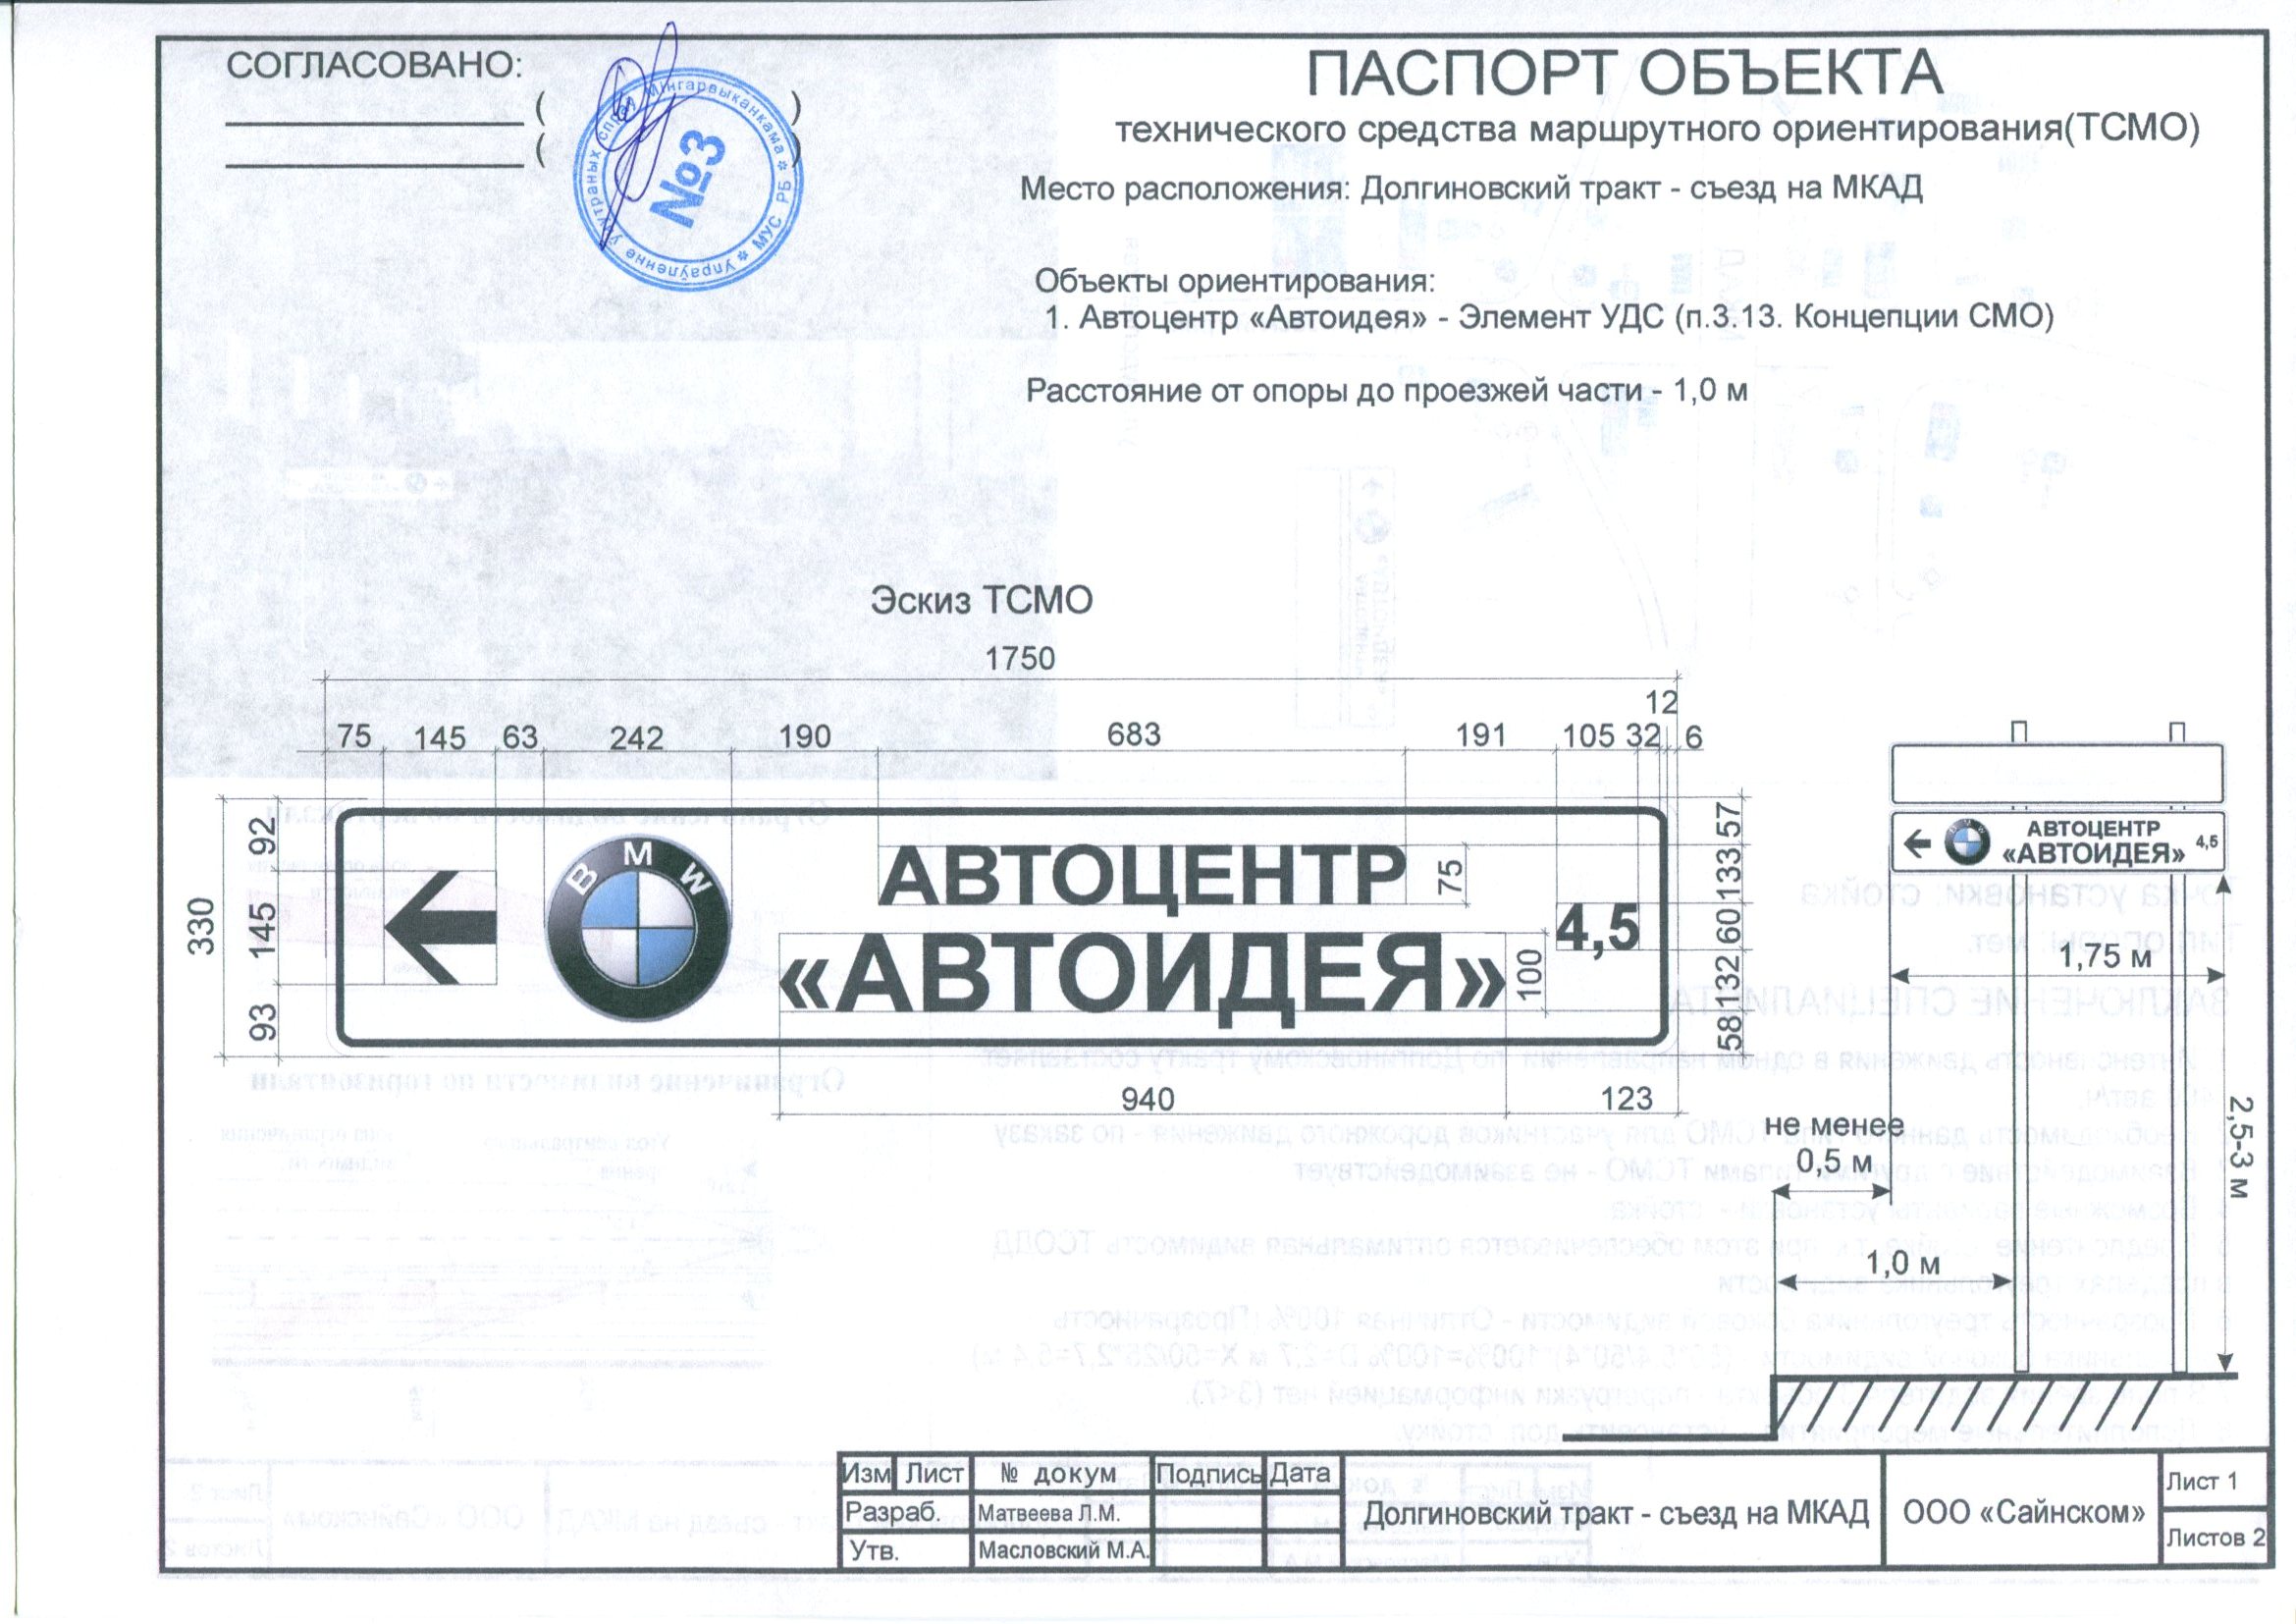 СОГЛАСОВАНО:
(
)
(
)
Упраўленне ўнутраных спраў Мінгарвыканкама * МУС РБ *
№3
ПАСПОРТ ОБЪЕКТА
технического средства маршрутного ориентирования(ТСМО)
Место расположения: Долгиновский тракт - съезд на МКАД
Объекты ориентирования:
1. Автоцентр «Автоидея» - Элемент УДС (п.3.13. Концепции СМО)
Расстояние от опоры до проезжей части - 1,0 м
Эскиз ТСМО
1750
12
75 145 63 242 190 683 191 105 32 6
330
92
145
93
BMW
АВТОЦЕНТР
«АВТОИДЕЯ»
75
100
4,5
57
133
60
132
58
940
123
BMW
АВТОЦЕНТР
«АВТОИДЕЯ»
4,5
1,75 м
не менее
0,5 м
1,0 м
2,5-3 м
Изм Лист № докум Подпись Дата
Разраб. Матвеева Л.М.
Утв. Масловский М.А.
Долгиновский тракт - съезд на МКАД
ООО «Сайнском»
Лист 1
Листов 2